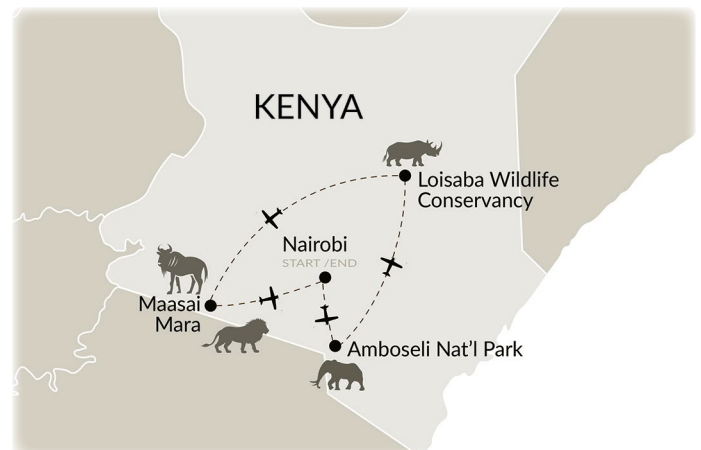 KENYA
Loisaba Wildlife
Conservancy
Nairobi
START /END
Maasai
Mara
Amboseli Nat'l Park